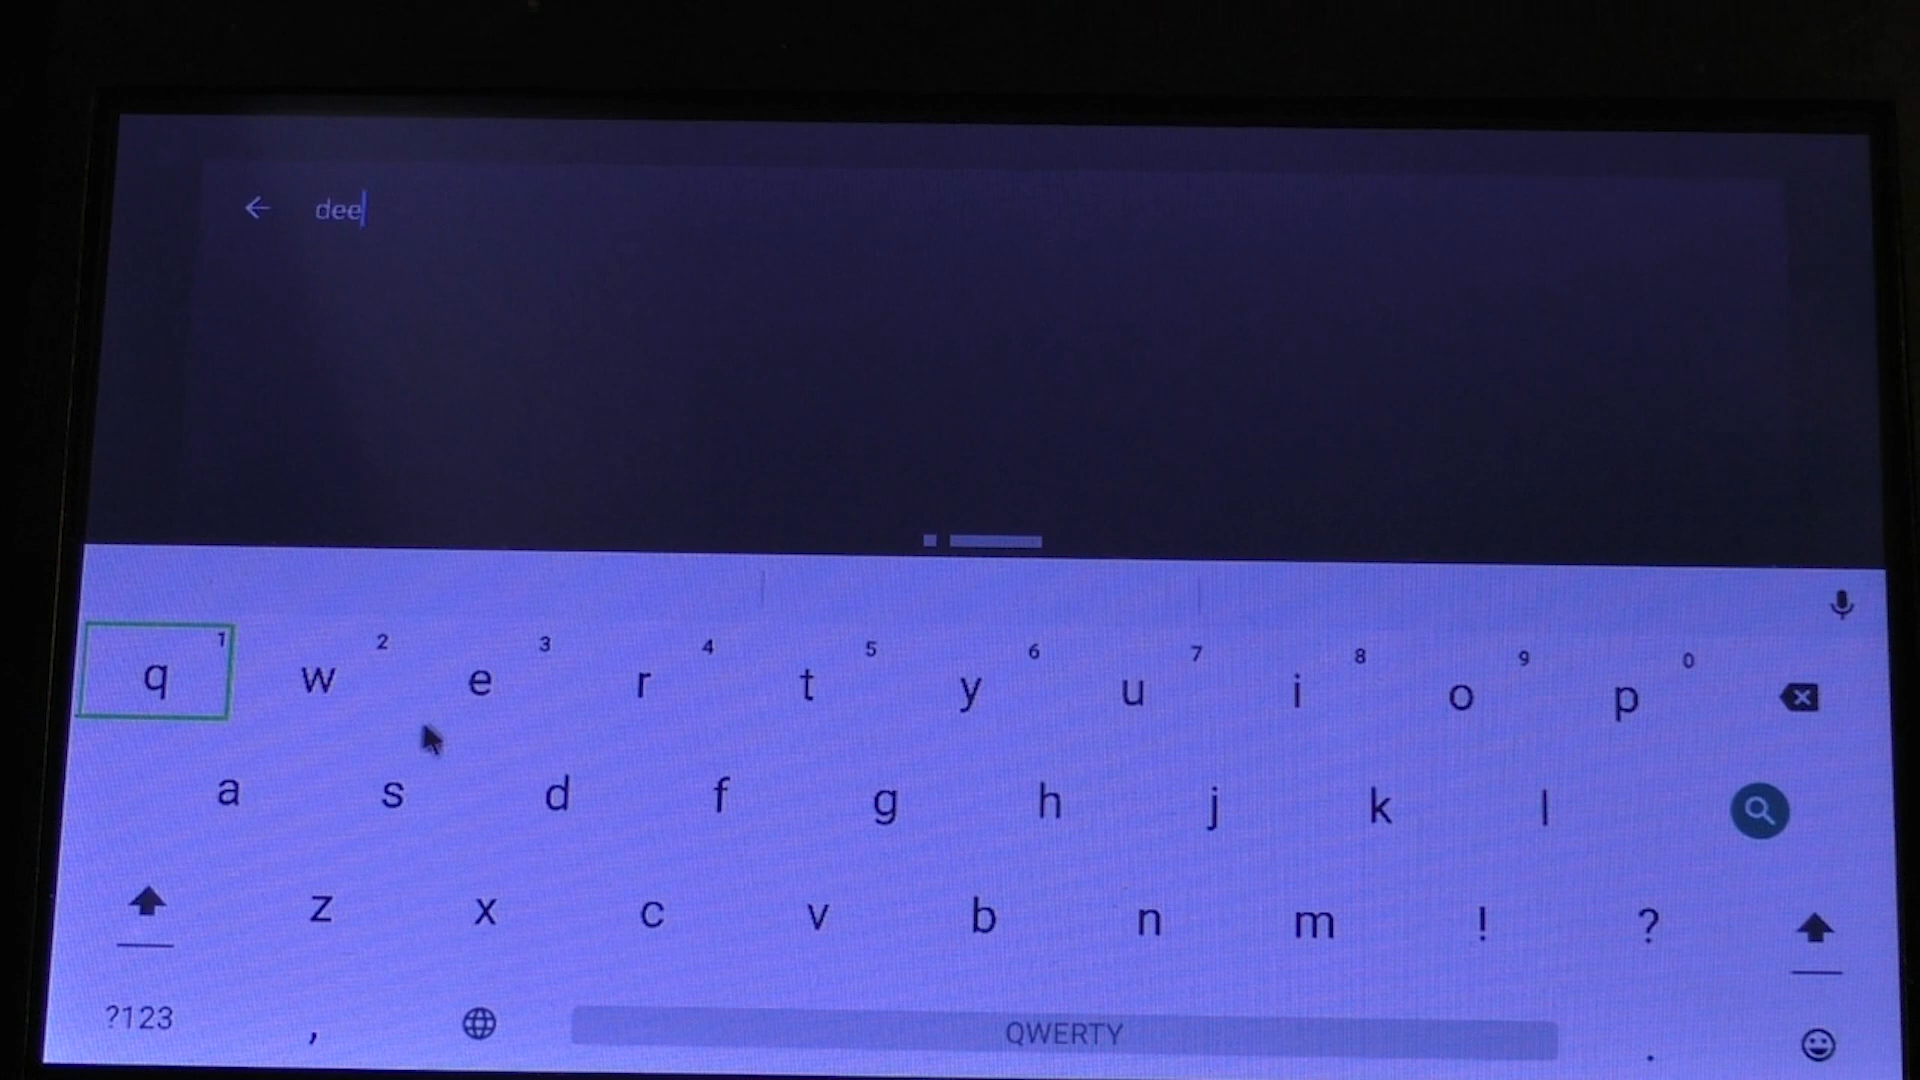 dee
1 2 3 4 5 6 7 8 9 0
q w e r t y u i o p
a s d f g h j k l
z x c v b n m ! ?
?123 , QWERTY .